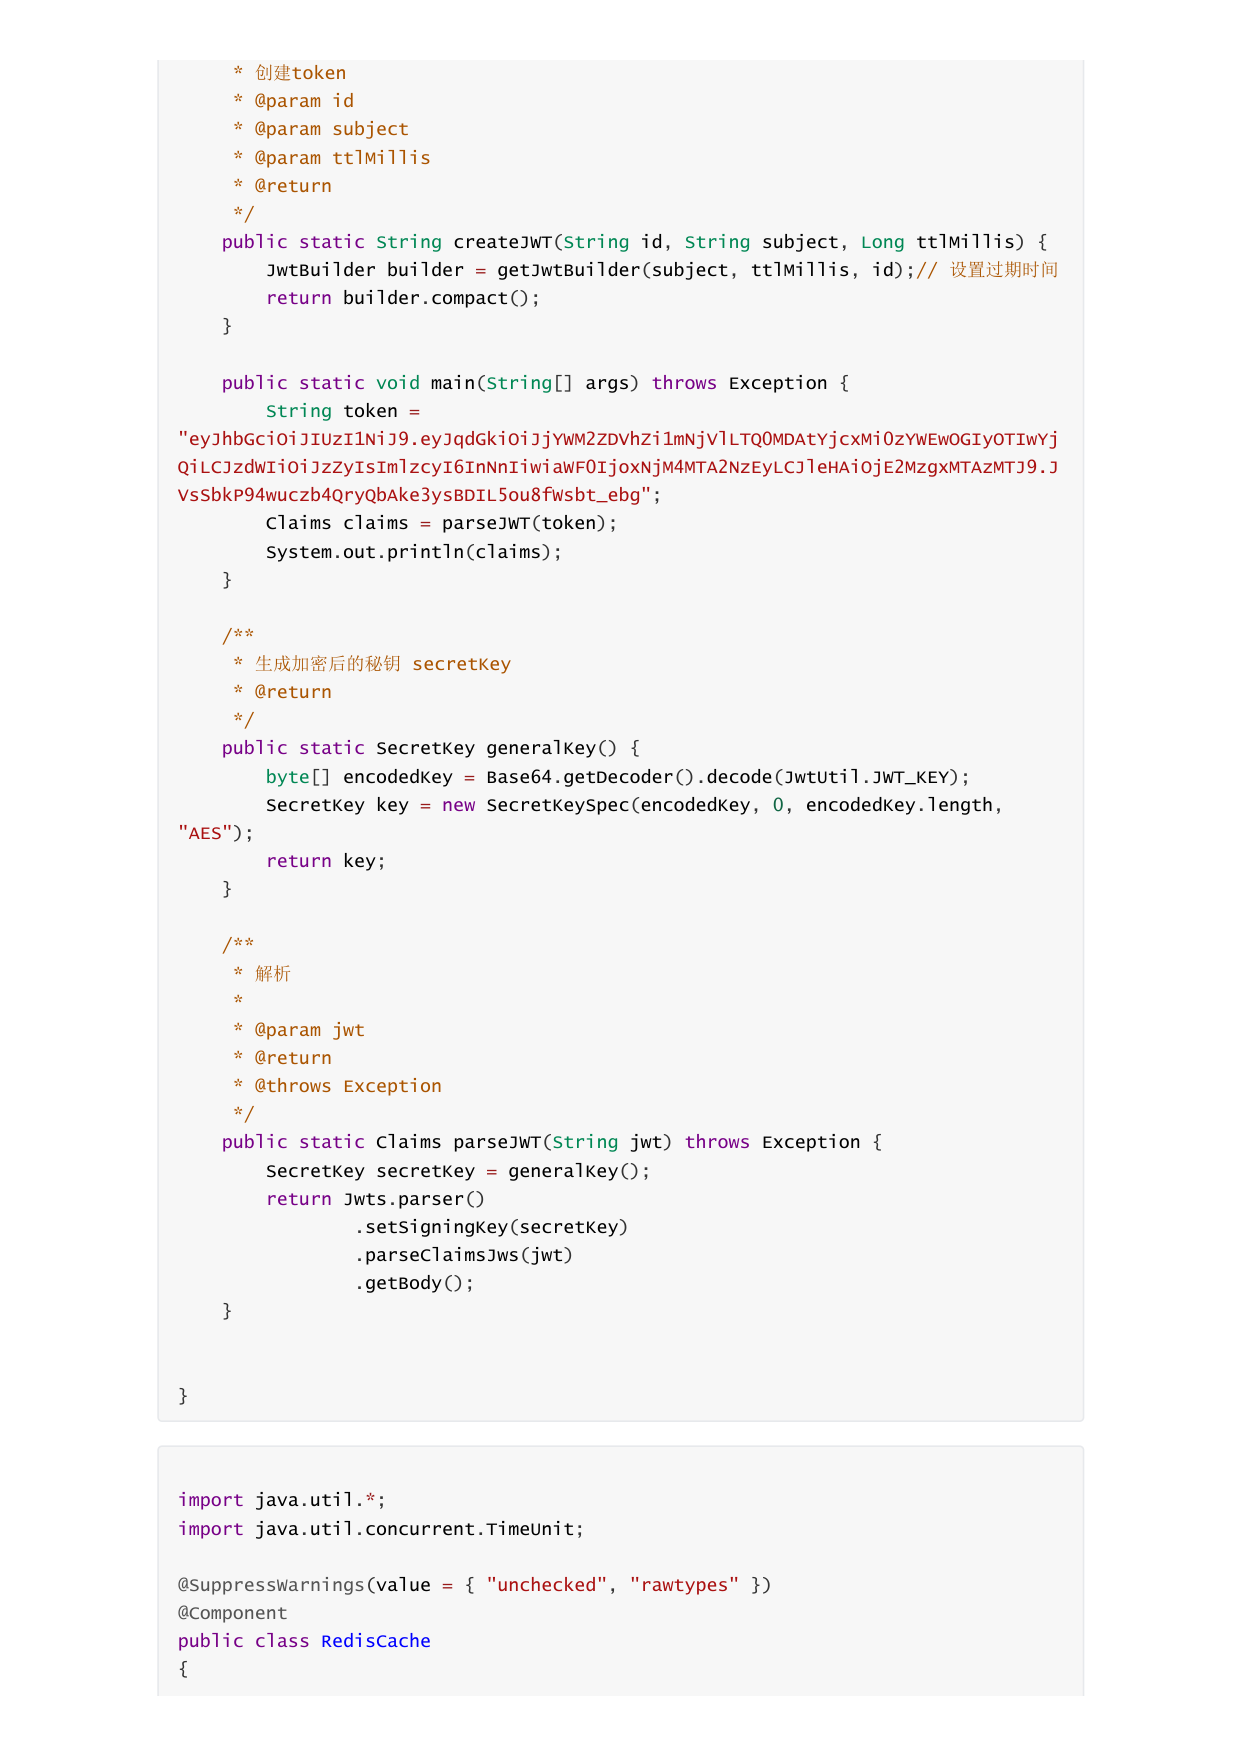 * 创建token
     * @param id
     * @param subject
     * @param ttlMillis
     * @return
     */
    public static String createJWT(String id, String subject, Long ttlMillis) {
        JwtBuilder builder = getJwtBuilder(subject, ttlMillis, id);// 设置过期时间
        return builder.compact();
    }

    public static void main(String[] args) throws Exception {
        String token =
"eyJhbGciOiJIUzI1NiJ9.eyJqdGkiOiJjYWM2ZDVhZi1mNjVlLTQ0MDAtYjcxMi0zYWEwOGIyOTIwYj
QiLCJzdWIiOiJzZyIsImlzcyI6InNnIiwiaWF0IjoxNjM4MTA2NzEyLCJleHAiOjE2MzgxMTAzMTJ9.J
VsSbkP94wuczb4QryQbAke3ysBDIL5ou8fWsbt_ebg";
        Claims claims = parseJWT(token);
        System.out.println(claims);
    }

    /**
     * 生成加密后的秘钥 secretKey
     * @return
     */
    public static SecretKey generalKey() {
        byte[] encodedKey = Base64.getDecoder().decode(JwtUtil.JWT_KEY);
        SecretKey key = new SecretKeySpec(encodedKey, 0, encodedKey.length,
"AES");
        return key;
    }

    /**
     * 解析
     *
     * @param jwt
     * @return
     * @throws Exception
     */
    public static Claims parseJWT(String jwt) throws Exception {
        SecretKey secretKey = generalKey();
        return Jwts.parser()
                .setSigningKey(secretKey)
                .parseClaimsJws(jwt)
                .getBody();
    }


}

import java.util.*;
import java.util.concurrent.TimeUnit;

@SuppressWarnings(value = { "unchecked", "rawtypes" })
@Component
public class RedisCache
{